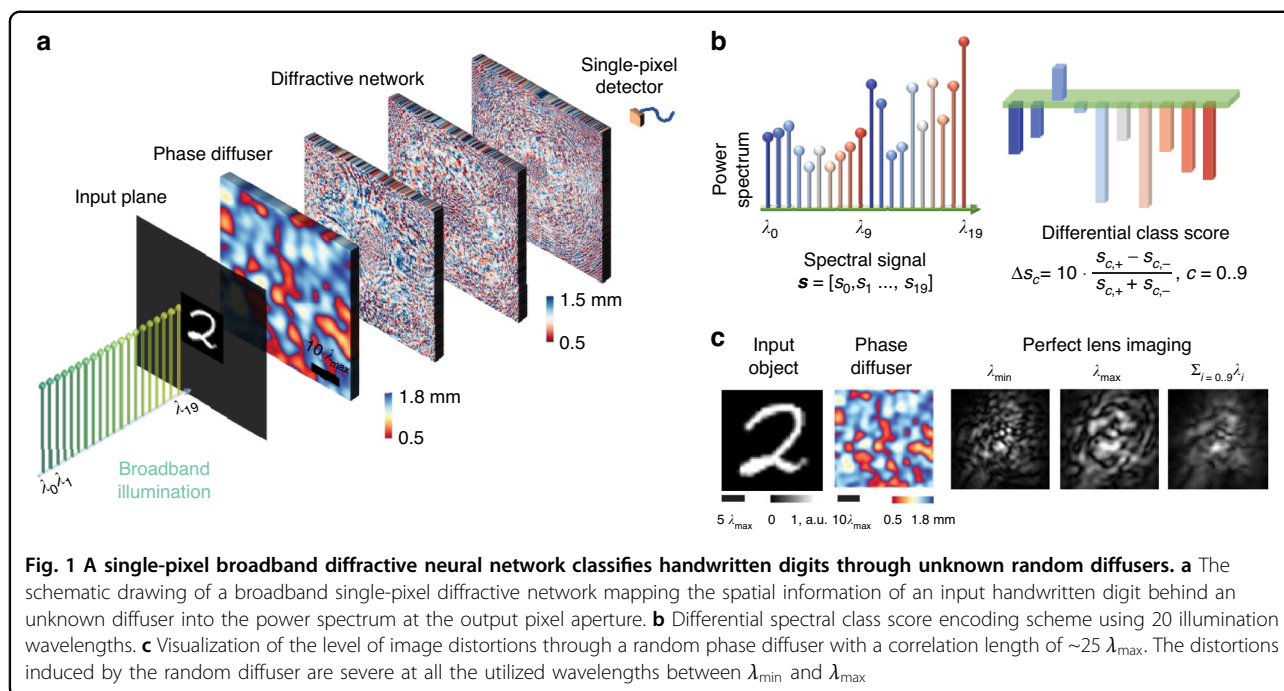 a
Diffractive network
Single-pixel
detector
Phase diffuser
Input plane
10 λmax
1.5 mm
0.5
1.8 mm
0.5
λ19
λ0λ1
Broadband
illumination
b
Power
spectrum
λ0
λ9
λ19
Spectral signal
s = [s0,s1 ..., s19]
Differential class score
Δsc= 10 · (sc,+ − sc,−)/(sc,+ + sc,−), c = 0..9
c
Input
object
Phase
diffuser
Perfect lens imaging
λmin
λmax
Σi = 0..9λi
5 λmax
0
1, a.u.
10λmax
0.5
1.8 mm
Fig. 1 A single-pixel broadband diffractive neural network classifies handwritten digits through unknown random diffusers. a The
schematic drawing of a broadband single-pixel diffractive network mapping the spatial information of an input handwritten digit behind an
unknown diffuser into the power spectrum at the output pixel aperture. b Differential spectral class score encoding scheme using 20 illumination
wavelengths. c Visualization of the level of image distortions through a random phase diffuser with a correlation length of ~25 λmax. The distortions
induced by the random diffuser are severe at all the utilized wavelengths between λmin and λmax